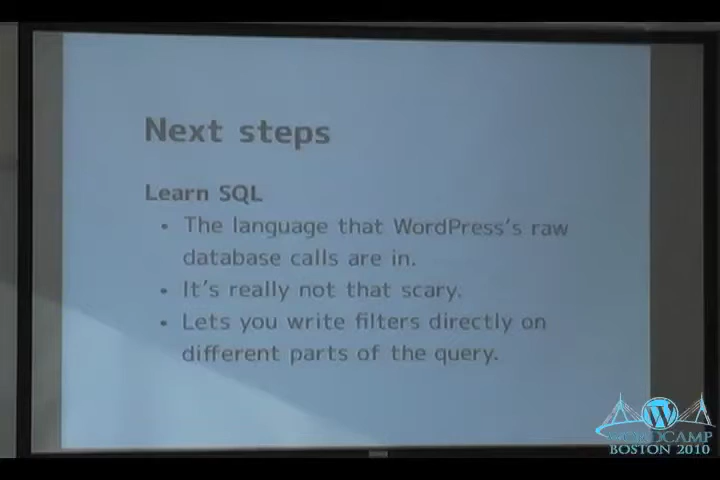 Next steps
Learn SQL
• The language that WordPress's raw
database calls are in.
• It's really not that scary.
• Lets you write filters directly on
different parts of the query.
WORDCAMP
BOSTON 2010